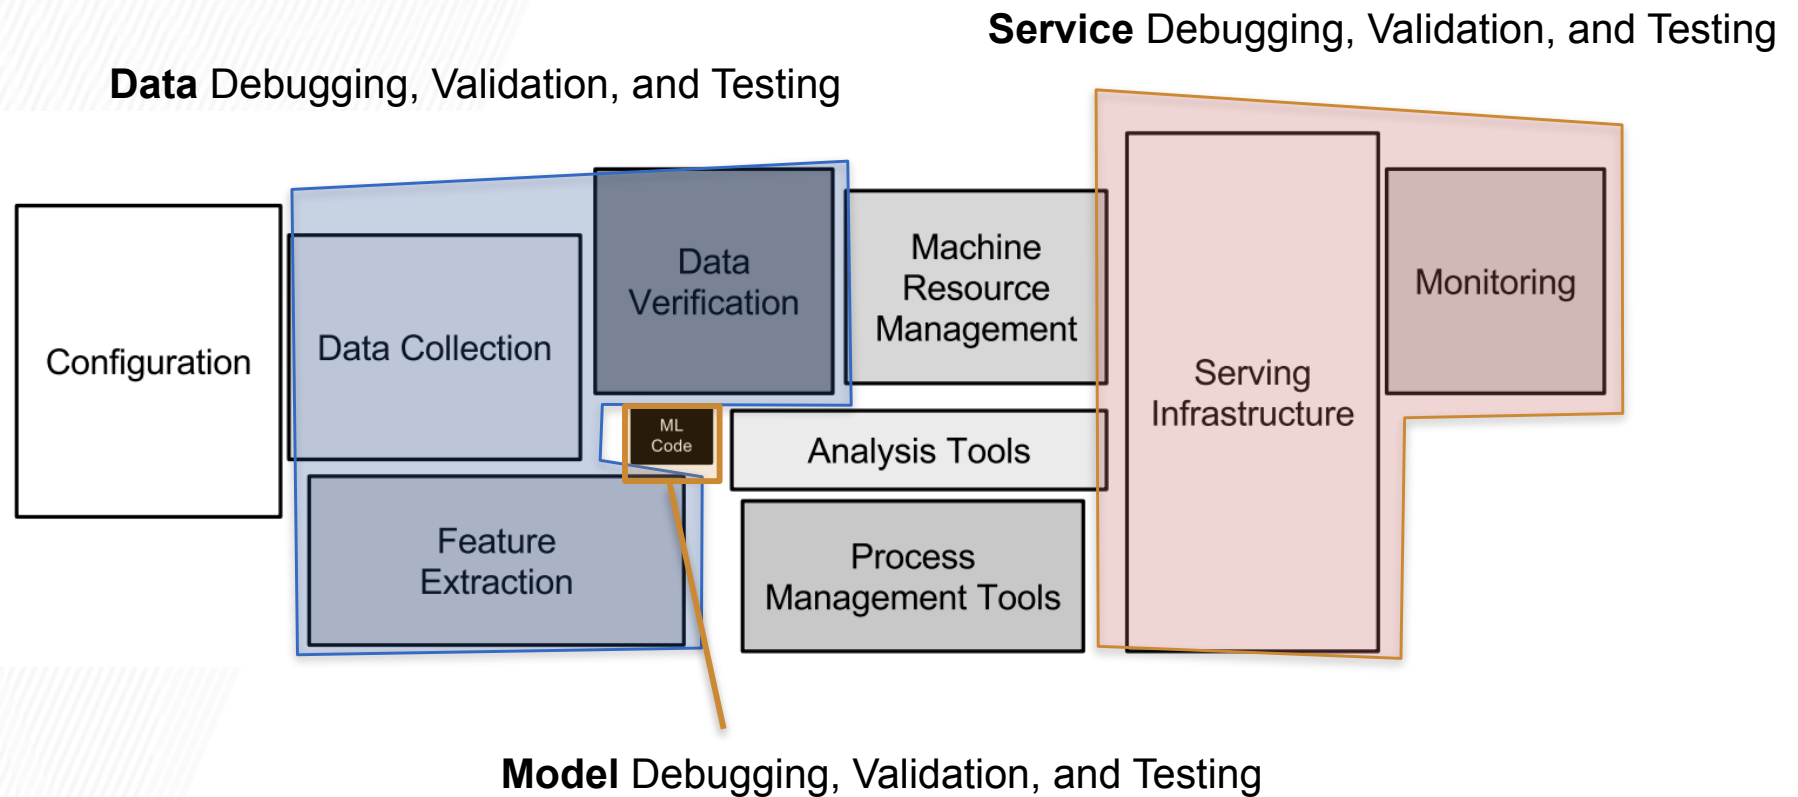 Service Debugging, Validation, and Testing
Data Debugging, Validation, and Testing
Configuration
Data Collection
Data
Verification
Machine
Resource
Management
Serving
Infrastructure
Monitoring
ML
Code
Analysis Tools
Feature
Extraction
Process
Management Tools
Model Debugging, Validation, and Testing